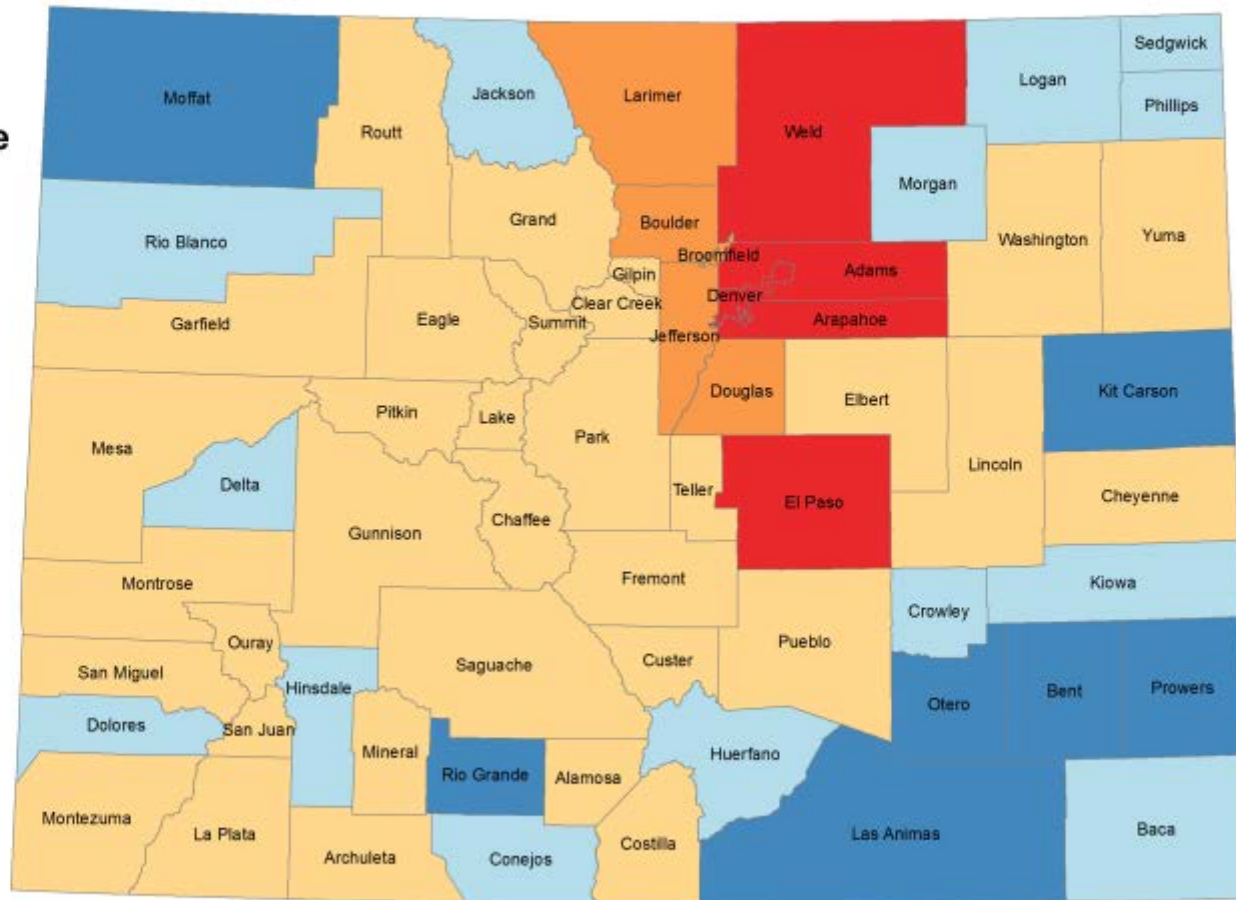 Sedgwick
Logan
Jackson
Larimer
Moffat
Phillips
Weld
Routt
e
Morgan
Grand
Boulder
Yuma
Washington
Rio Blanco
Broomfield
Gilpin
Adams
Denver
Clear Creek
Eagle
Summit
Garfield
Arapahoe
Jefferson
Douglas
Kit Carson
Elbert
Pitkin
Lake
Park
Mesa
Lincoln
Delta
Teller
Cheyenne
El Paso
Chaffee
Gunnison
Fremont
Montrose
Kiowa
Crowley
Ouray
Pueblo
Custer
Saguache
San Miguel
Hinsdale
Prowers
Bent
Otero
Dolores
San Juan
Mineral
Huerfano
Rio Grande
Alamosa
Montezuma
La Plata
Las Animas
Baca
Costilla
Archuleta
Conejos